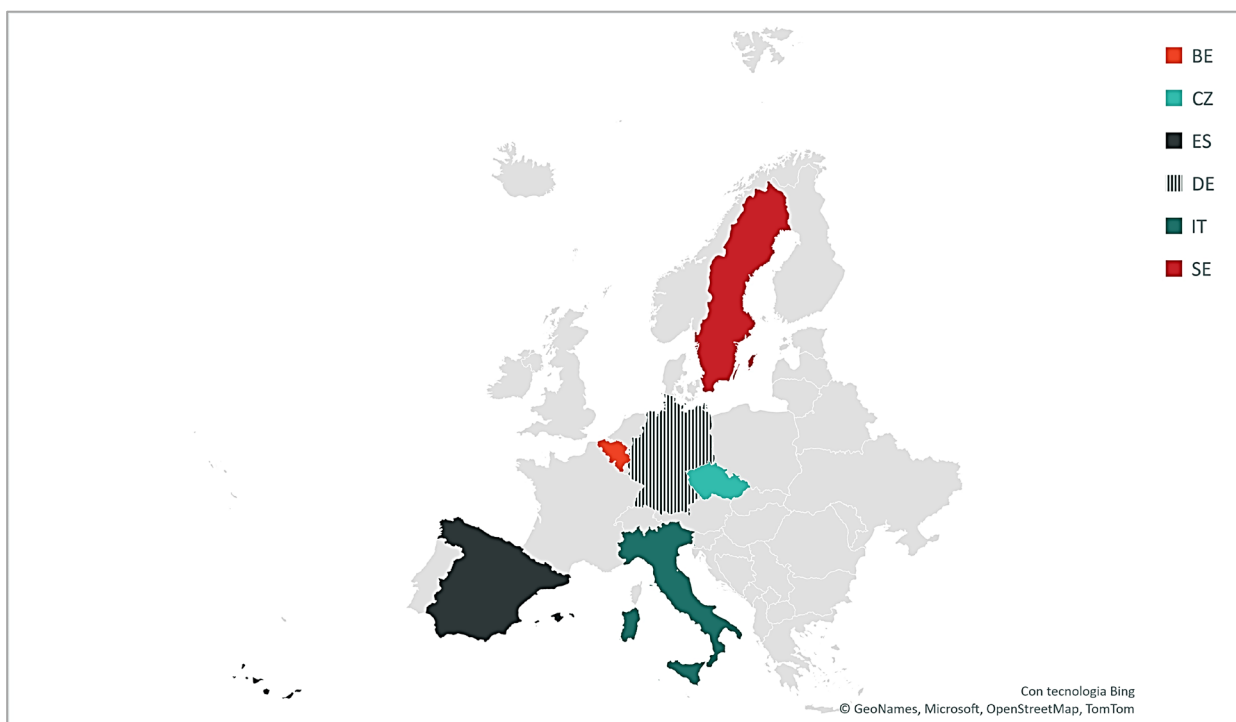 BE
CZ
ES
DE
IT
SE
Con tecnologia Bing
© GeoNames, Microsoft, OpenStreetMap, TomTom